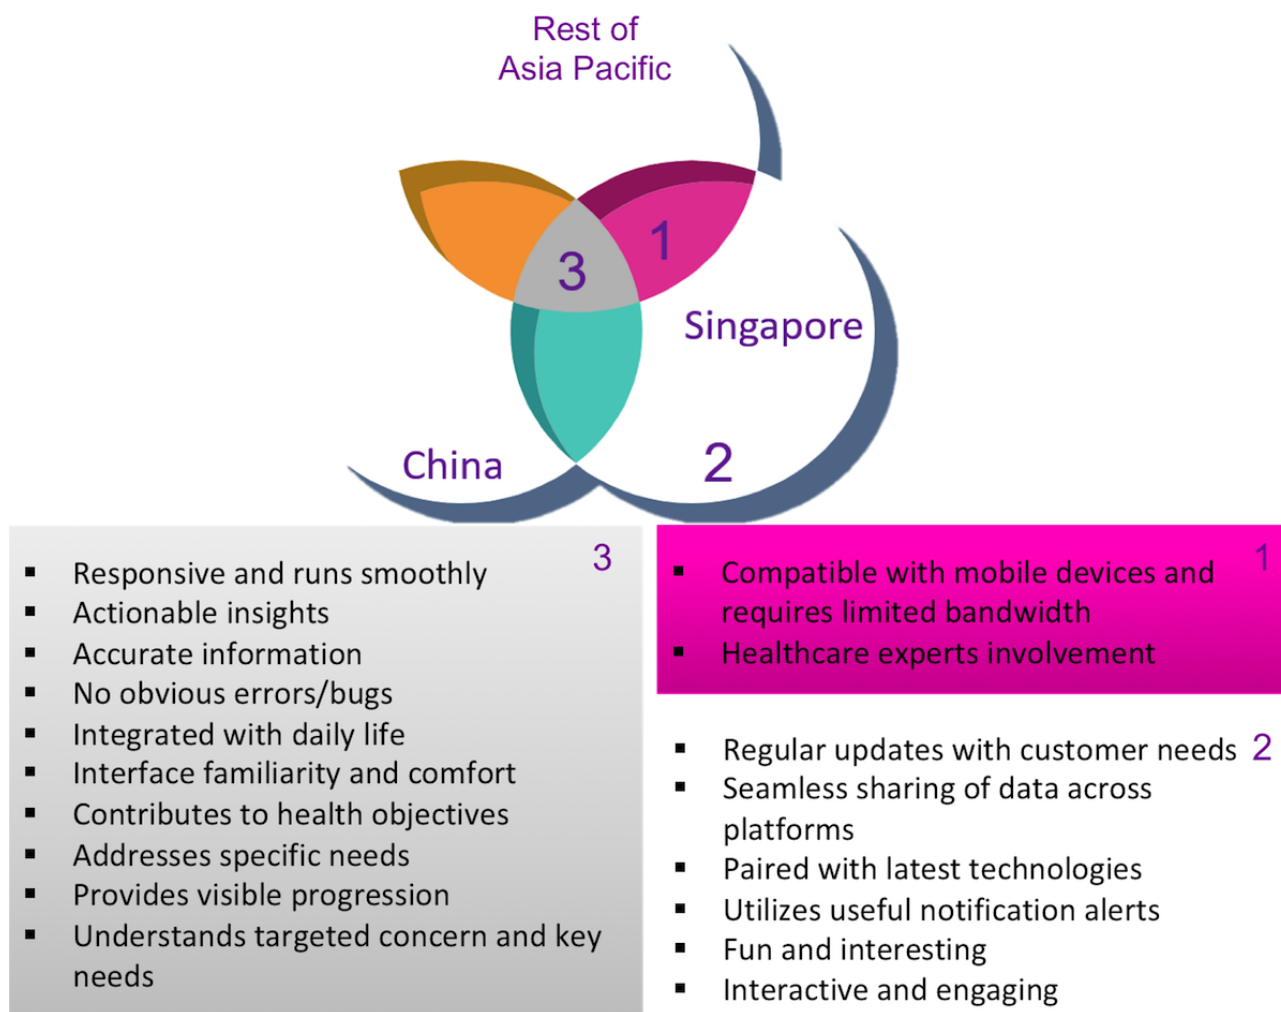 Rest of
Asia Pacific
1
3
Singapore
China
2
3
▪ Responsive and runs smoothly
▪ Actionable insights
▪ Accurate information
▪ No obvious errors/bugs
▪ Integrated with daily life
▪ Interface familiarity and comfort
▪ Contributes to health objectives
▪ Addresses specific needs
▪ Provides visible progression
▪ Understands targeted concern and key
needs
1
▪ Compatible with mobile devices and
requires limited bandwidth
▪ Healthcare experts involvement
▪ Regular updates with customer needs 2
▪ Seamless sharing of data across
platforms
▪ Paired with latest technologies
▪ Utilizes useful notification alerts
▪ Fun and interesting
▪ Interactive and engaging